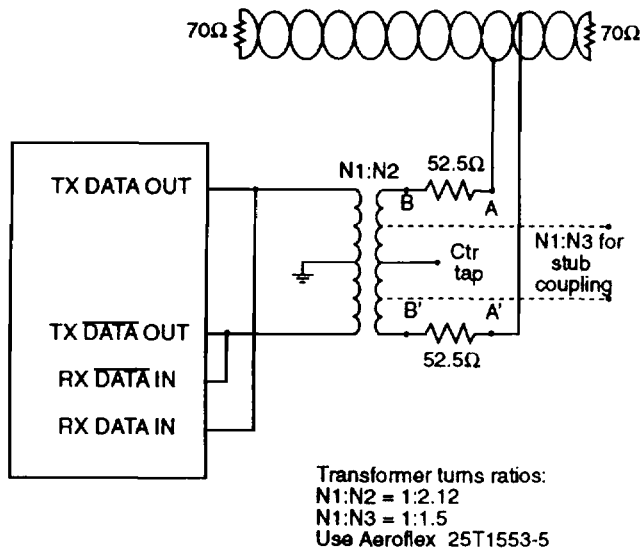 70Ω
70Ω
N1:N2
52.5Ω
TX DATA OUT
B
A
N1:N3 for
stub
coupling
Ctr
tap
B'
A'
TX D̅A̅T̅A̅ OUT
52.5Ω
RX D̅A̅T̅A̅ IN
RX DATA IN
Transformer turns ratios:
N1:N2 = 1:2.12
N1:N3 = 1:1.5
Use Aeroflex 25T1553-5